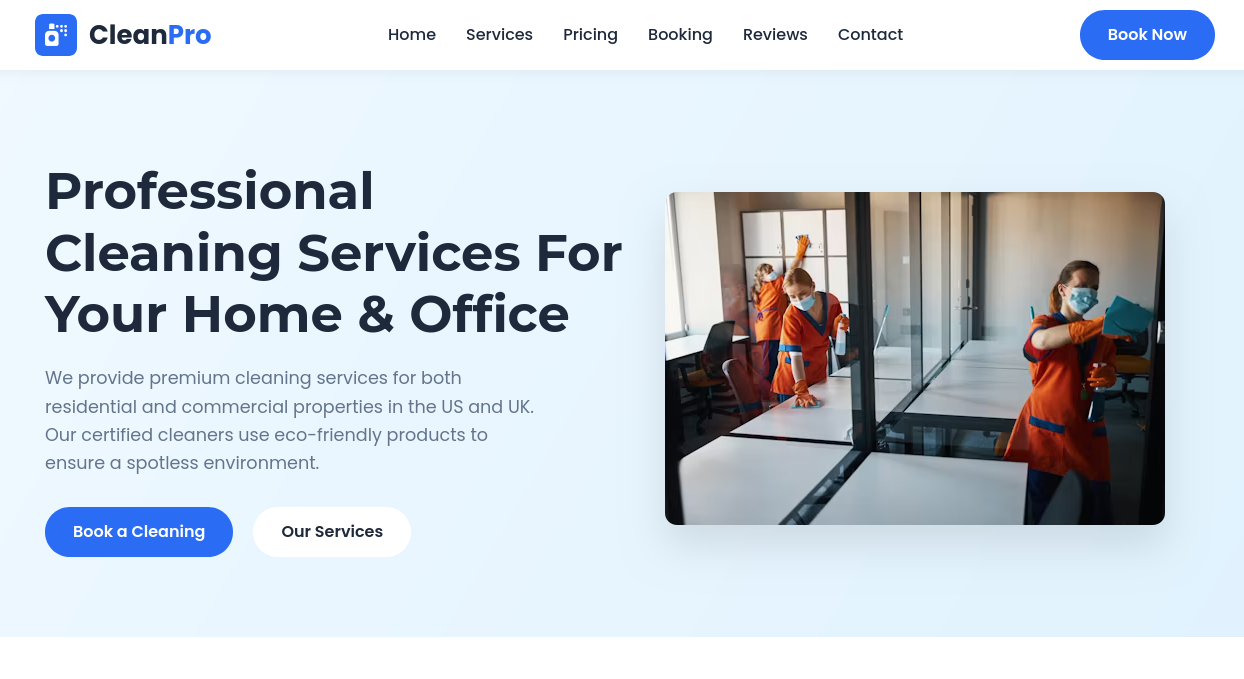 CleanPro
Home
Services
Pricing
Booking
Reviews
Contact
Book Now
Professional
Cleaning Services For
Your Home & Office
We provide premium cleaning services for both
residential and commercial properties in the US and UK.
Our certified cleaners use eco-friendly products to
ensure a spotless environment.
Book a Cleaning
Our Services